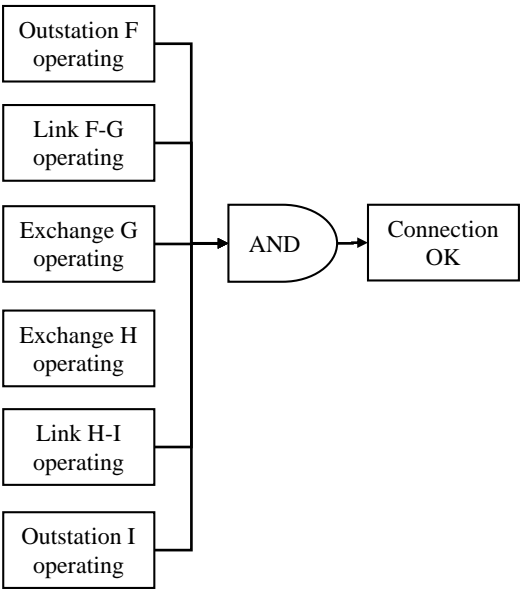 Outstation F
operating
Link F-G
operating
Exchange G
operating
AND
Connection
OK
Exchange H
operating
Link H-I
operating
Outstation I
operating